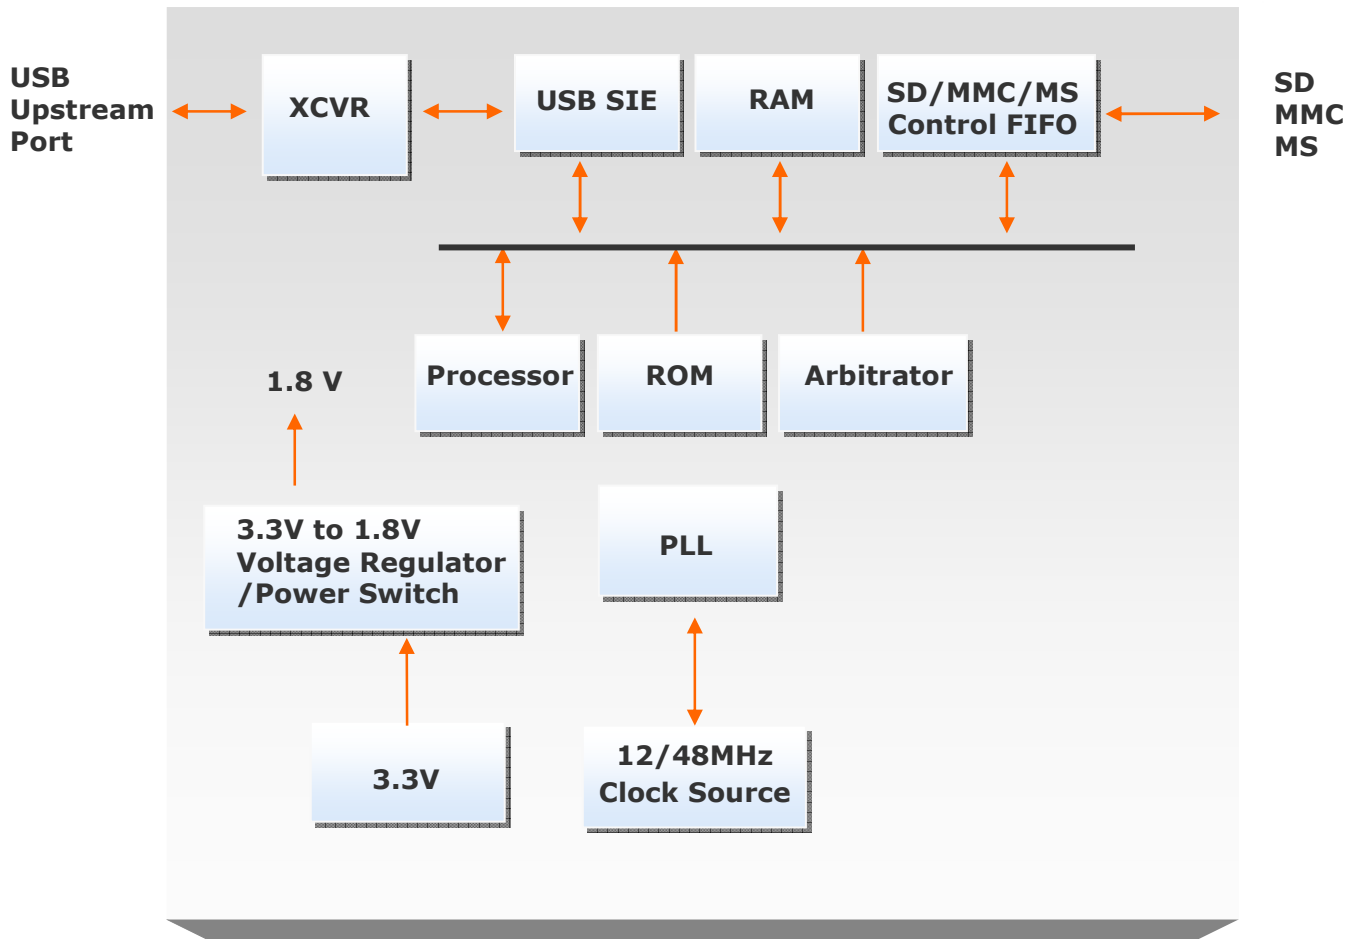 USB
Upstream
Port
XCVR
USB SIE
RAM
SD/MMC/MS
Control FIFO
SD
MMC
MS
Processor
ROM
Arbitrator
1.8 V
3.3V to 1.8V
Voltage Regulator
/Power Switch
PLL
3.3V
12/48MHz
Clock Source